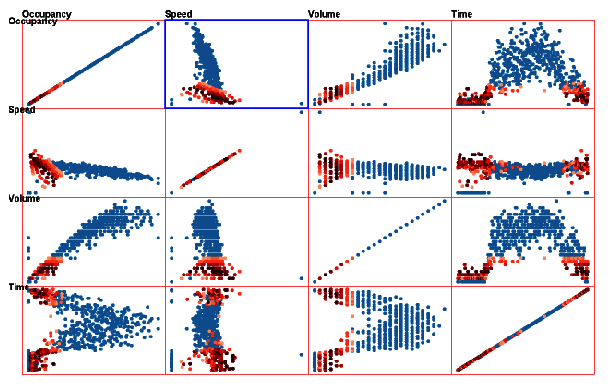 Occupancy Speed Volume Time
Occupancy
Speed
Volume
Time